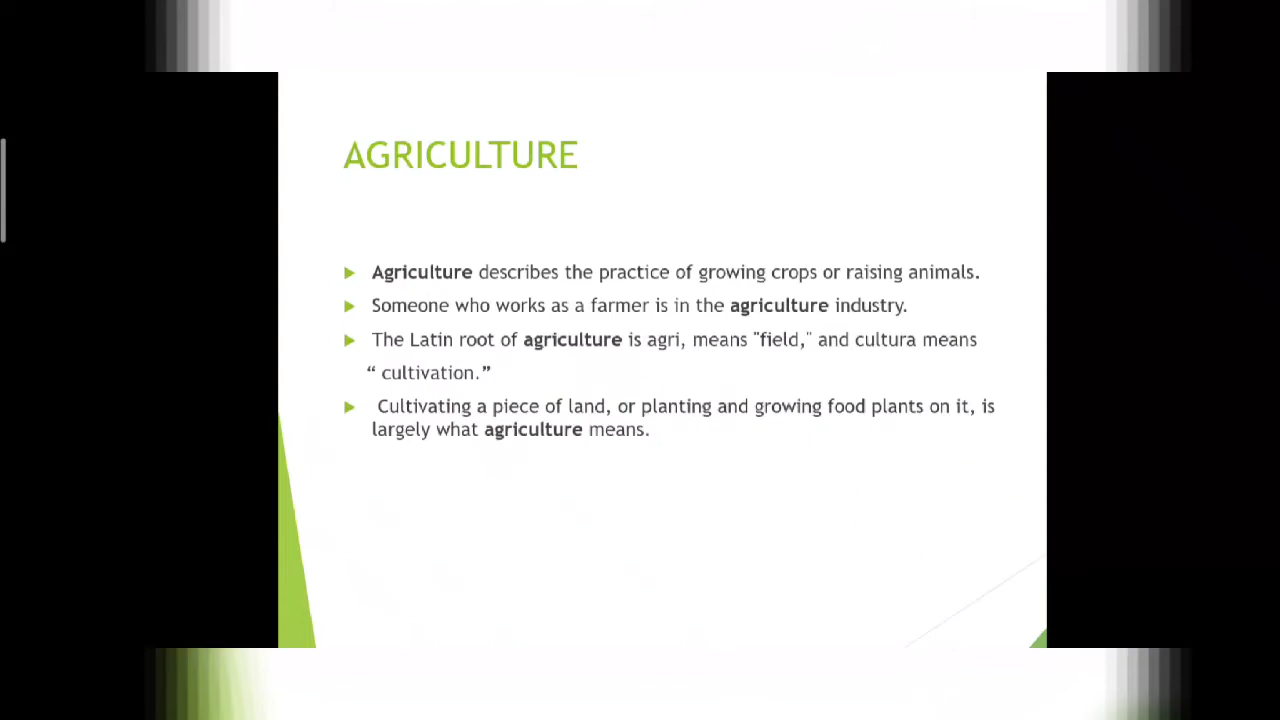 AGRICULTURE
Agriculture describes the practice of growing crops or raising animals.
Someone who works as a farmer is in the agriculture industry.
The Latin root of agriculture is agri, means "field," and cultura means
“ cultivation.”
Cultivating a piece of land, or planting and growing food plants on it, is
largely what agriculture means.